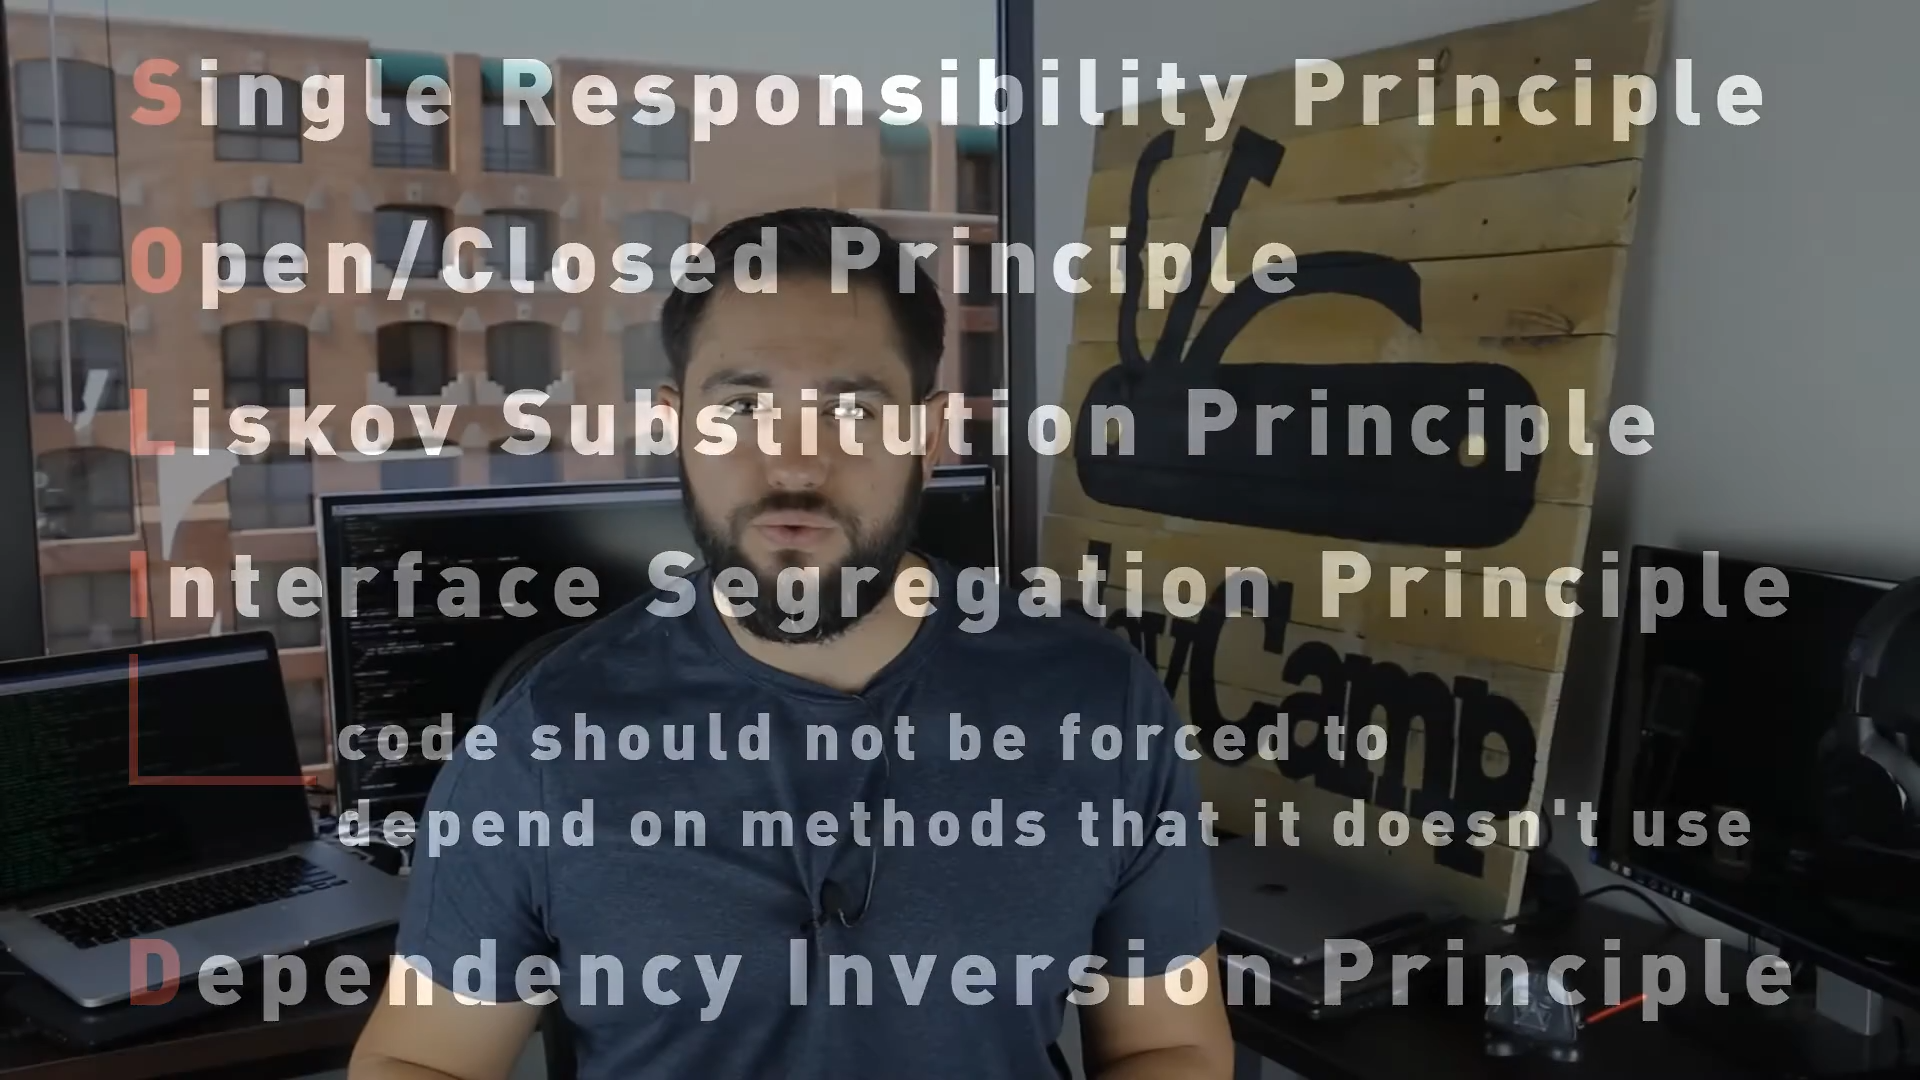 Single Responsibility Principle
Open/Closed Principle
Liskov Substitution Principle
Interface Segregation Principle
code should not be forced to
depend on methods that it doesn't use
Dependency Inversion Principle
vCamp